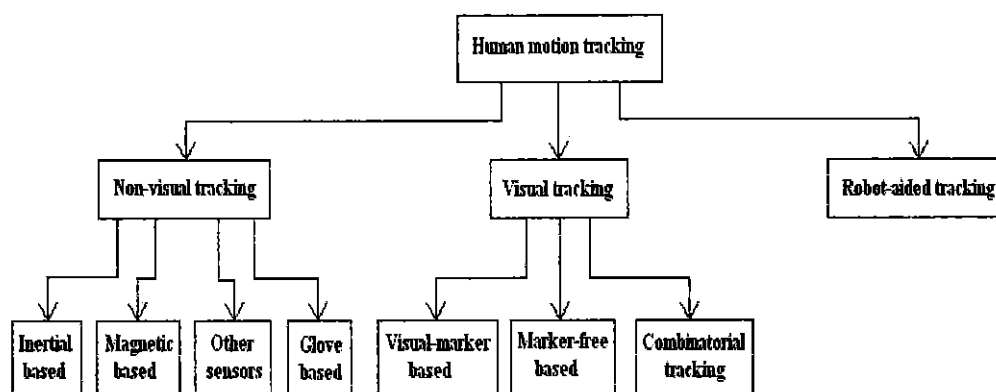 Human motion tracking
Non-visual tracking
Visual tracking
Robot-aided tracking
Inertial
based
Magnetic
based
Other
sensors
Glove
based
Visual-marker
based
Marker-free
based
Combinatorial
tracking